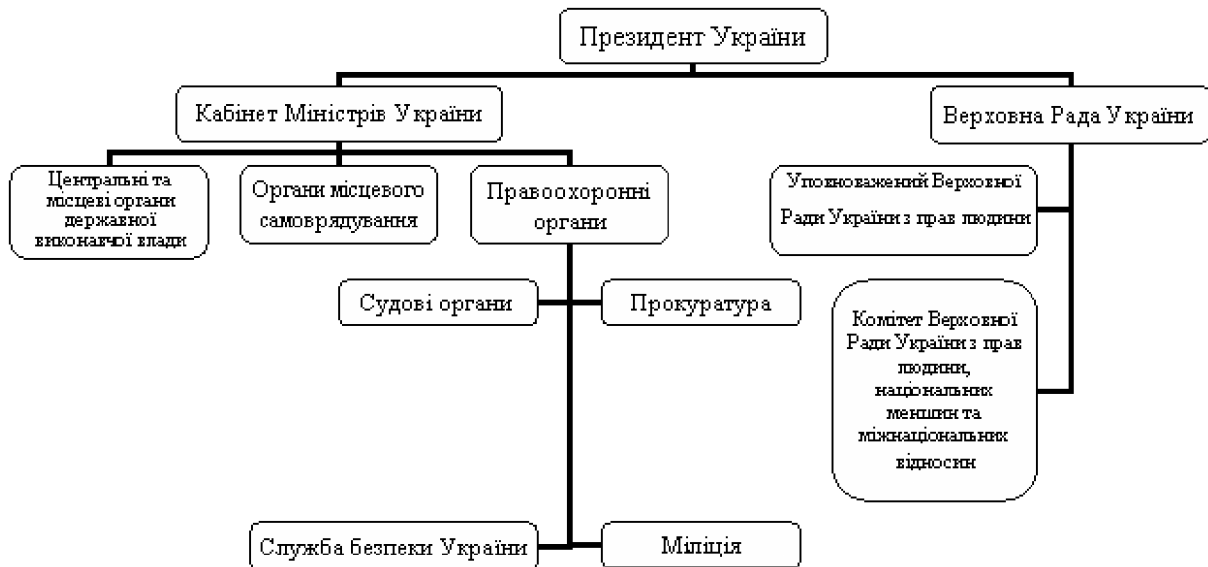 Президент України
Кабінет Міністрів України
Верховна Рада України
Центральні та
місцеві органи
державної
виконавчої влади
Органи місцевого
самоврядування
Правоохоронні
органи
Уповноважений Верховної
Ради України з прав людини
Судові органи
Прокуратура
Комітет Верховної
Ради України з прав
людини,
національних
меншин та
міжнаціональних
відносин
Служба безпеки України
Міліція